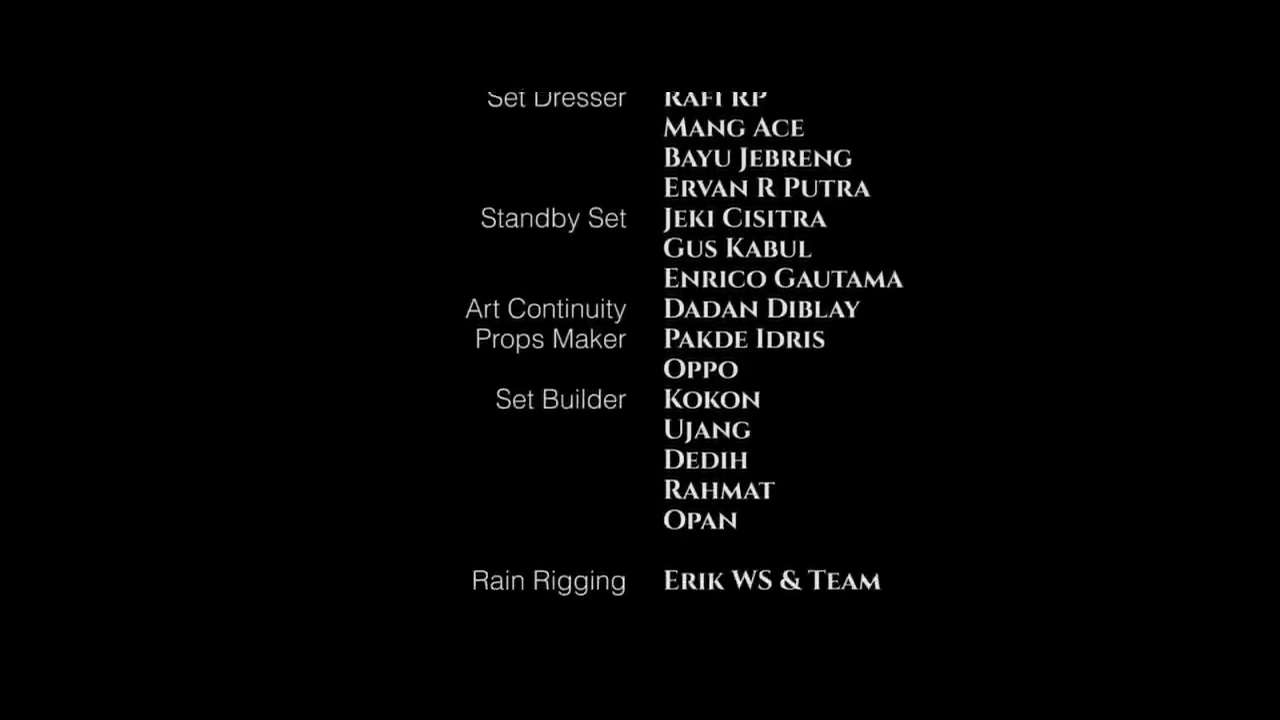 Set Dresser RAFI RP
MANG ACE
BAYU JEBRENG
ERVAN R PUTRA
Standby Set JEKI CISITRA
GUS KABUL
ENRICO GAUTAMA
Art Continuity DADAN DIBLAY
Props Maker PAKDE IDRIS
OPPO
Set Builder KOKON
UJANG
DEDIH
RAHMAT
OPAN
Rain Rigging ERIK WS & TEAM